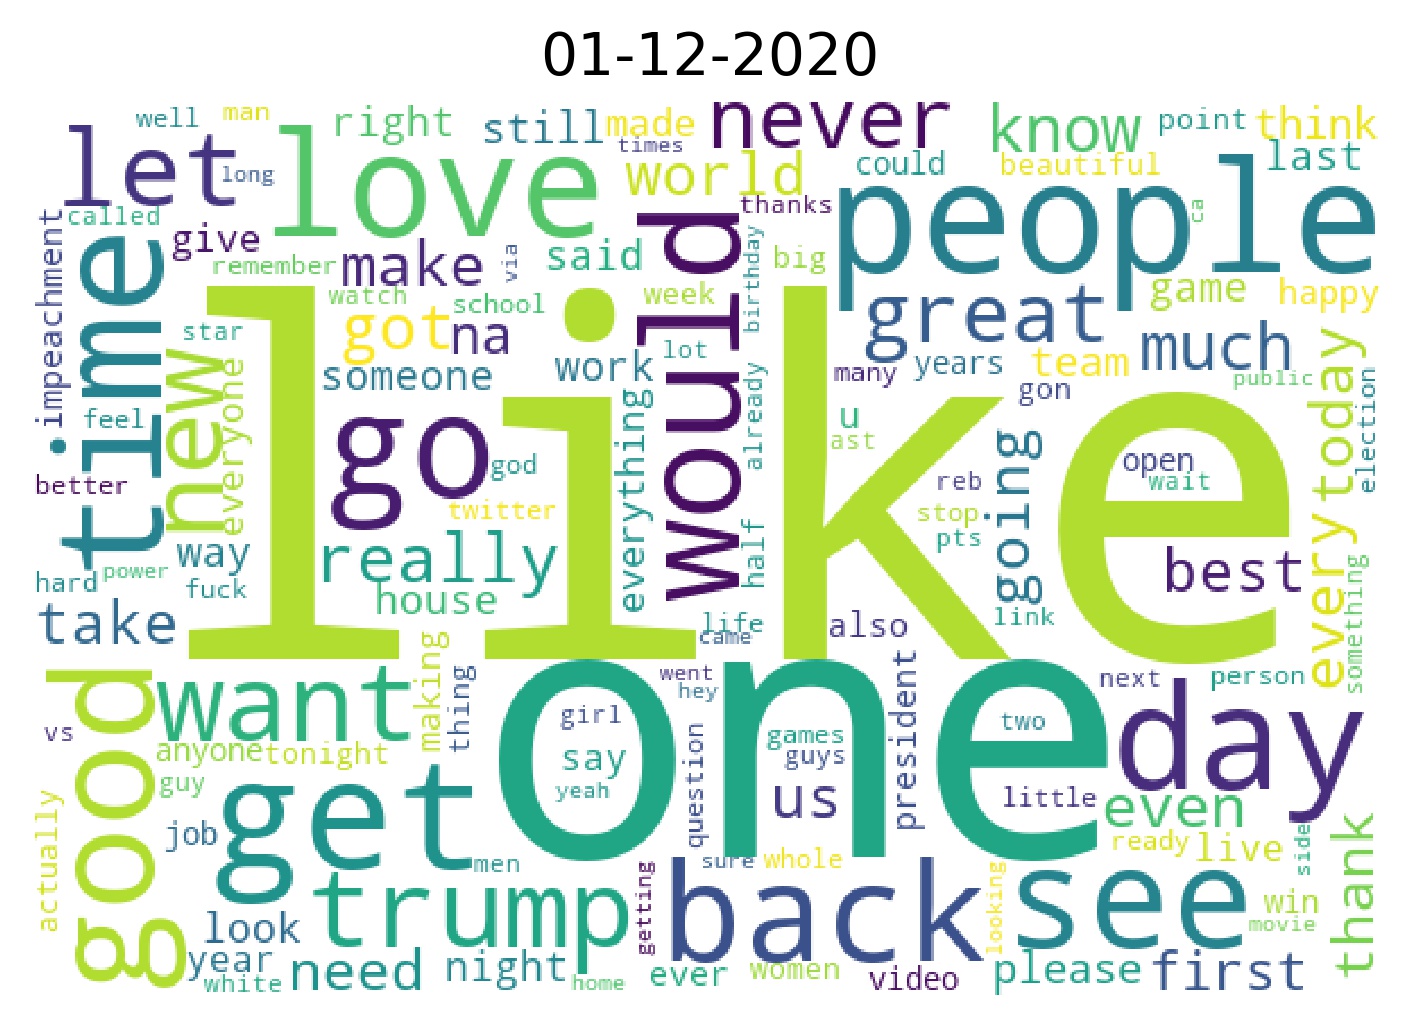 01-12-2020
well
man
right
still
made
never
know
point
think
let
long
love
times
world
could
beautiful
last
called
give
thanks
people
ca
impeachment
time
remember
make
via
said
would
birthday
big
great
game
happy
watch
school
week
star
got
na
work
lot
years
team
much
someone
many
gon
public
new
everyone
feel
like
already
u
ast
today
election
go
god
everything
going
open
wait
better
twitter
reb
stop
pts
way
really
half
best
hard
power
fuck
house
every
something
take
life
came
also
link
good
want
making
thing
one
went
hey
president
next
person
vs
girl
two
day
anyone
tonight
say
question
games
guys
guy
yeah
us
little
even
actually
job
get
ready
live
side
thank
men
sure
whole
getting
look
trump
back
looking
see
win
movie
year
white
need
night
home
ever
women
video
please
first